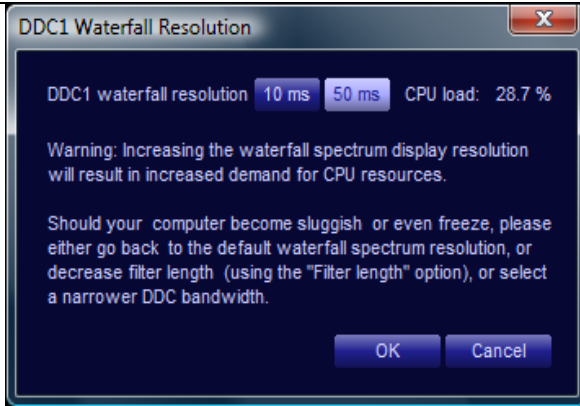 DDC1 Waterfall Resolution
X
DDC1 waterfall resolution 10 ms 50 ms CPU load: 28.7 %
Warning: Increasing the waterfall spectrum display resolution
will result in increased demand for CPU resources.
Should your computer become sluggish or even freeze, please
either go back to the default waterfall spectrum resolution, or
decrease filter length (using the "Filter length" option), or select
a narrower DDC bandwidth.
OK Cancel